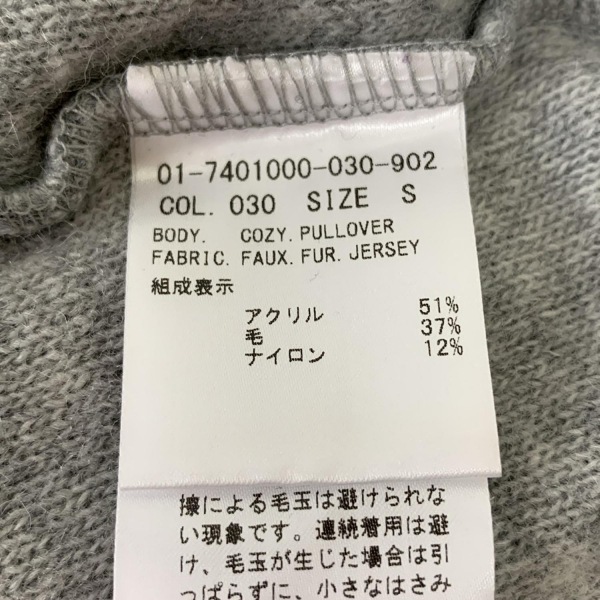 01-7401000-030-902
COL. 030 SIZE S
BODY. COZY. PULLOVER
FABRIC. FAUX. FUR. JERSEY
組成表示
アクリル 51%
毛 37%
ナイロン 12%
擦による毛玉は避けられな
い現象です。連続着用は避
け、毛玉が生じた場合は引
っぱらずに、小さなはさみ